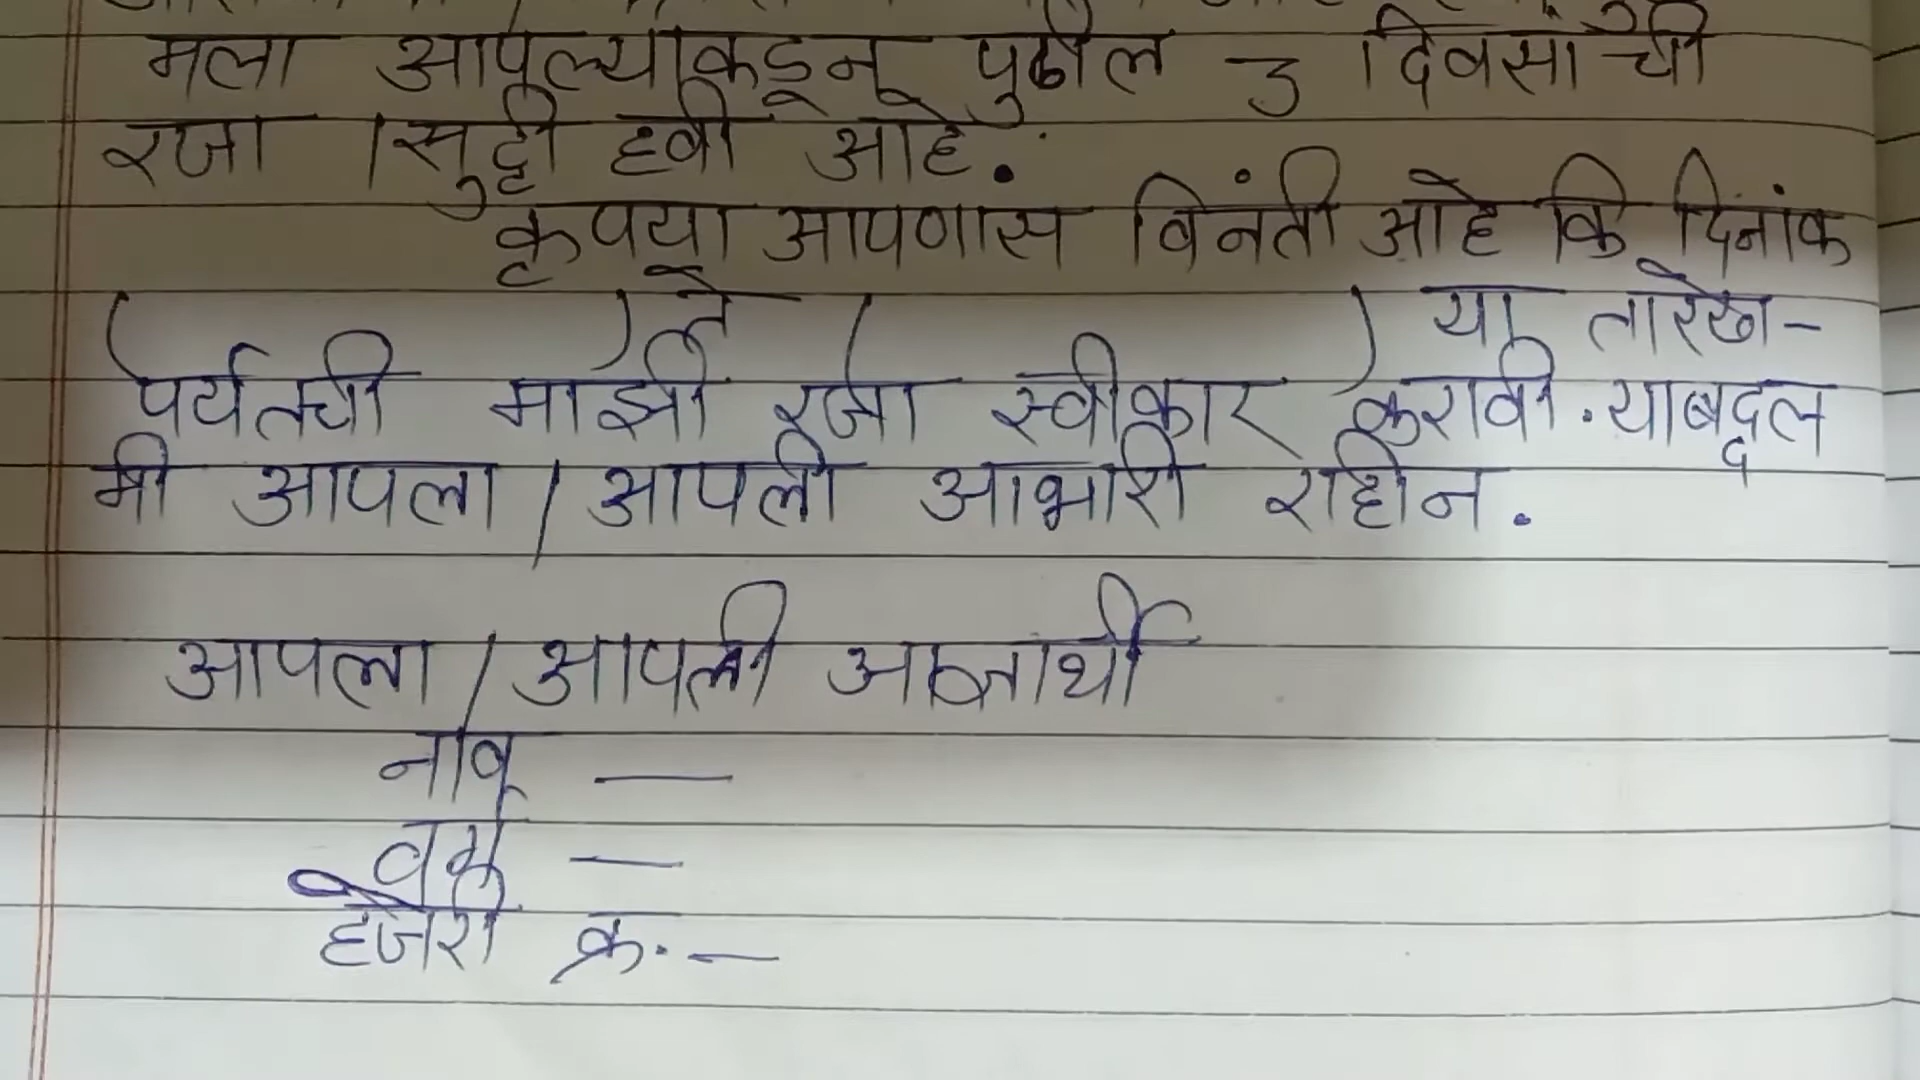 मला आपल्याकडून पुढील 3 दिवसांची
रजा / सुट्टी हवी आहे.
कृपया आपणास विनंती आहे कि दिनांक
( ) ते ( ) या तारखे-
पर्यंतची माझी रजा स्वीकार करावी. याबद्दल
मी आपला / आपली आभारी राहीन.
आपला / आपली आज्ञार्थी
नाव —
वर्ग —
हजेरी क्र. —